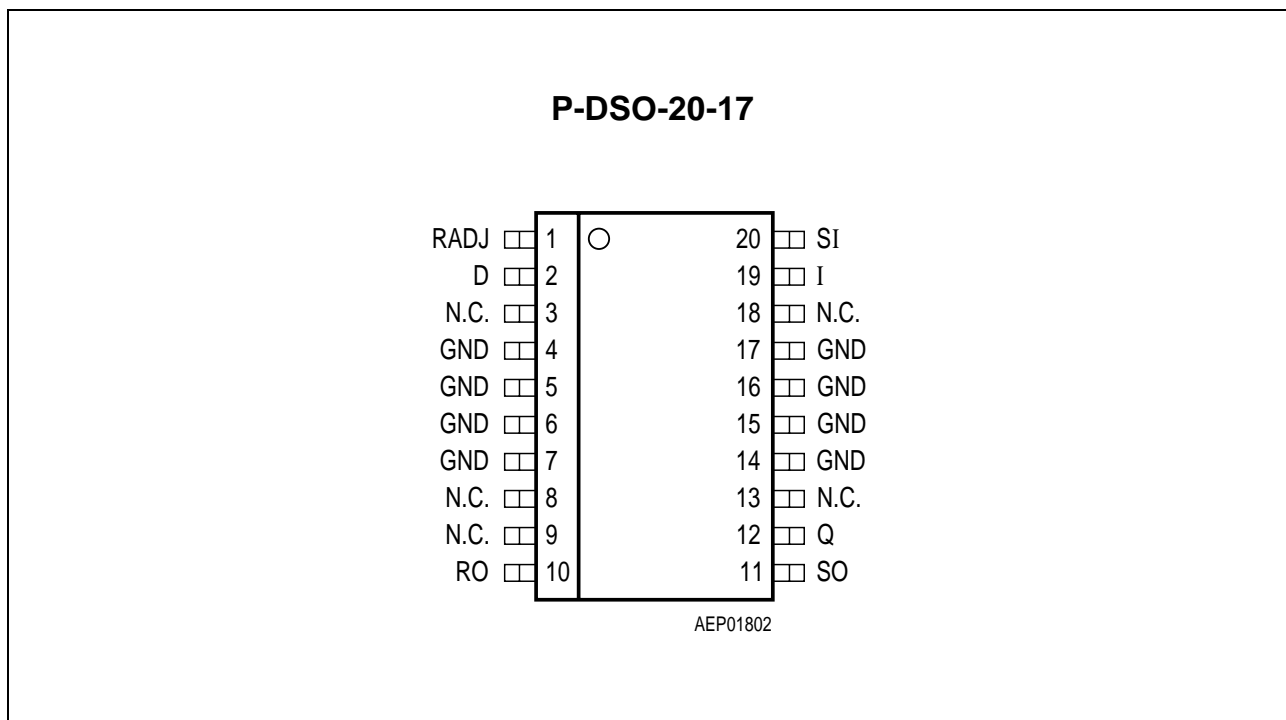 P-DSO-20-17
RADJ 1 20 SI
D 2 19 I
N.C. 3 18 N.C.
GND 4 17 GND
GND 5 16 GND
GND 6 15 GND
GND 7 14 GND
N.C. 8 13 N.C.
N.C. 9 12 Q
RO 10 11 SO
AEP01802